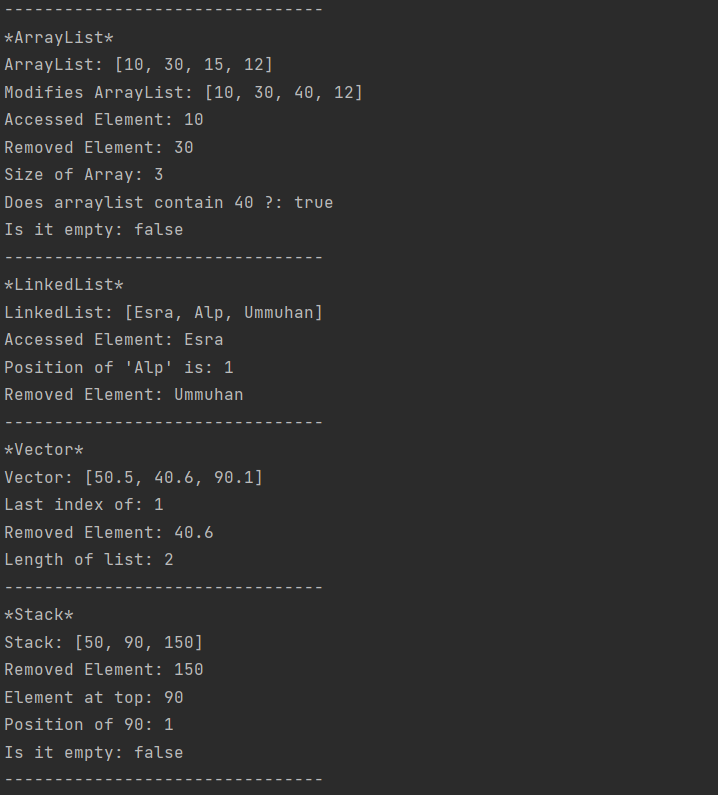 --------------------------------
*ArrayList*
ArrayList: [10, 30, 15, 12]
Modifies ArrayList: [10, 30, 40, 12]
Accessed Element: 10
Removed Element: 30
Size of Array: 3
Does arraylist contain 40 ?: true
Is it empty: false
--------------------------------
*LinkedList*
LinkedList: [Esra, Alp, Ummuhan]
Accessed Element: Esra
Position of 'Alp' is: 1
Removed Element: Ummuhan
--------------------------------
*Vector*
Vector: [50.5, 40.6, 90.1]
Last index of: 1
Removed Element: 40.6
Length of list: 2
--------------------------------
*Stack*
Stack: [50, 90, 150]
Removed Element: 150
Element at top: 90
Position of 90: 1
Is it empty: false
--------------------------------